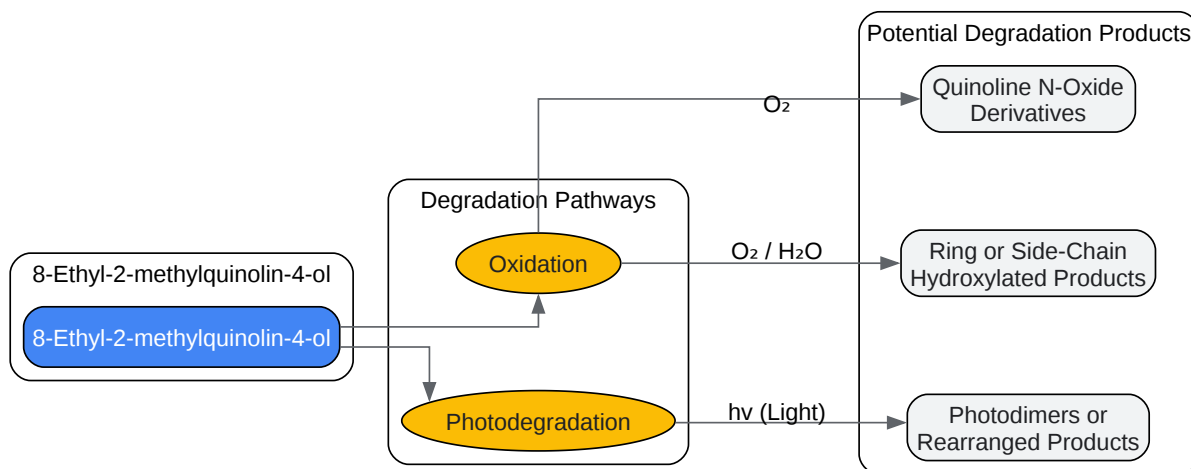 Potential Degradation Products
Quinoline N-Oxide
Derivatives
O₂
Degradation Pathways
Oxidation
O₂ / H₂O
Ring or Side-Chain
Hydroxylated Products
8-Ethyl-2-methylquinolin-4-ol
8-Ethyl-2-methylquinolin-4-ol
Photodegradation
hv (Light)
Photodimers or
Rearranged Products